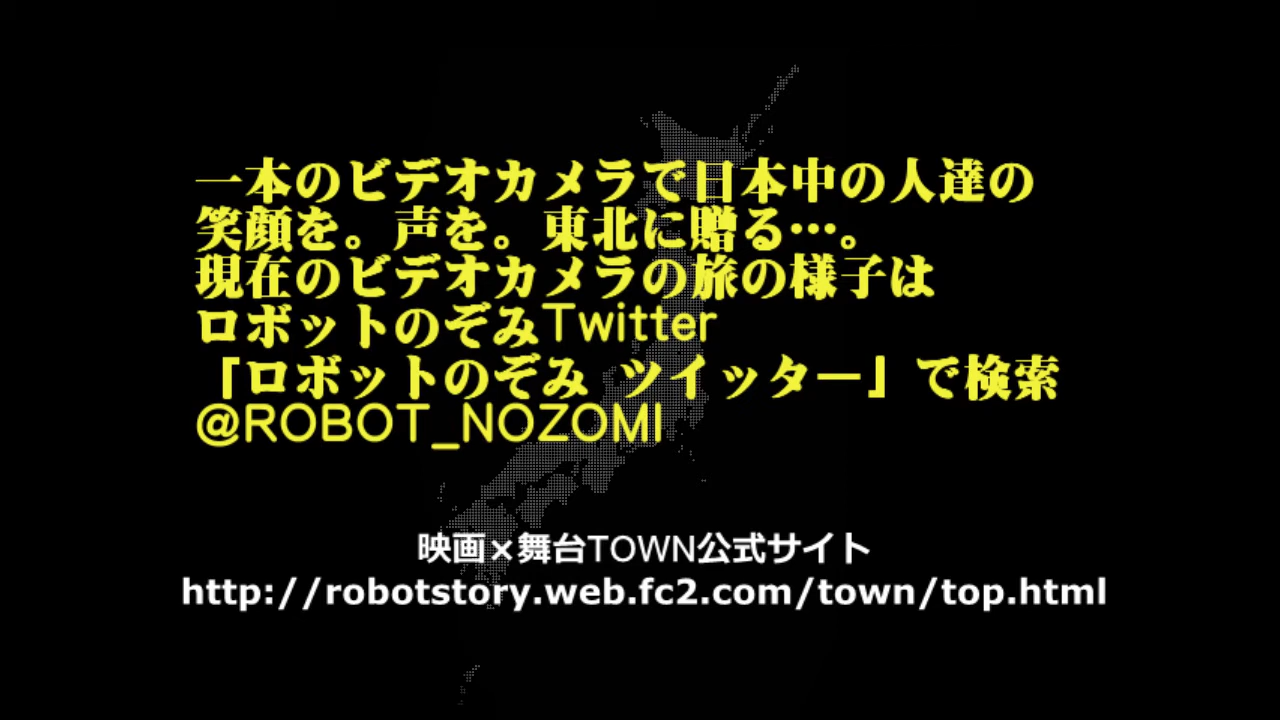 一本のビデオカメラで日本中の人達の
笑顔を。声を。東北に贈る…。
現在のビデオカメラの旅の様子は
ロボットのぞみTwitter
「ロボットのぞみ ツイッター」で検索
@ROBOT_NOZOMI
映画×舞台TOWN公式サイト
http://robotstory.web.fc2.com/town/top.html